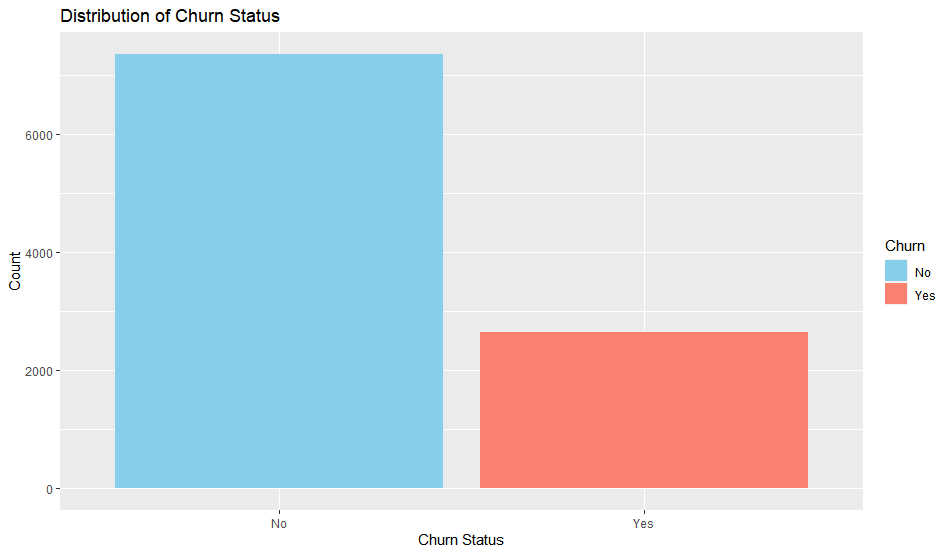 Distribution of Churn Status
6000
4000
2000
0
Count
No
Yes
Churn Status
Churn
No
Yes